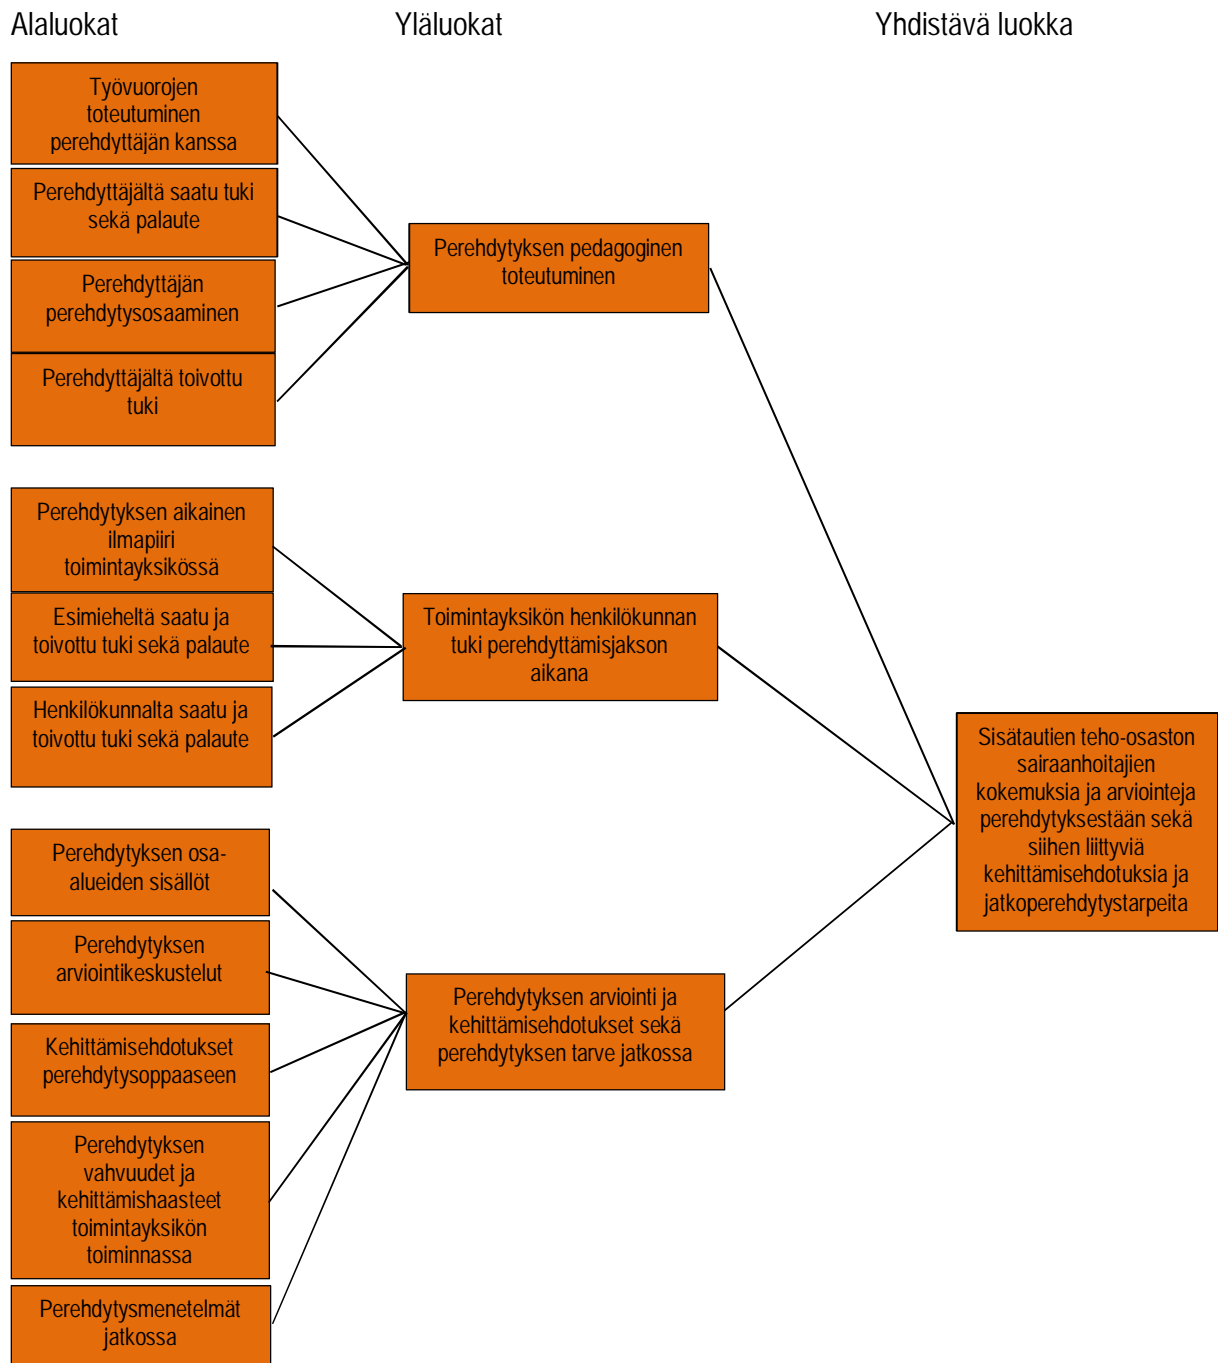 Alaluokat
Yläluokat
Yhdistävä luokka
Työvuorojen
toteutuminen
perehdyttäjän kanssa
Perehdyttäjältä saatu tuki
sekä palaute
Perehdyttäjän
perehdytysosaaminen
Perehdyttäjältä toivottu
tuki
Perehdytyksen pedagoginen
toteutuminen
Perehdytyksen aikainen
ilmapiiri
toimintayksikössä
Esimieheltä saatu ja
toivottu tuki sekä palaute
Henkilökunnalta saatu ja
toivottu tuki sekä palaute
Toimintayksikön henkilökunnan
tuki perehdyttämisjakson
aikana
Perehdytyksen osa-
alueiden sisällöt
Perehdytyksen
arviointikeskustelut
Kehittämisehdotukset
perehdytysoppaaseen
Perehdytyksen
vahvuudet ja
kehittämishaasteet
toimintayksikön
toiminnassa
Perehdytysmenetelmät
jatkossa
Perehdytyksen arviointi ja
kehittämisehdotukset sekä
perehdytyksen tarve jatkossa
Sisätautien teho-osaston
sairaanhoitajien
kokemuksia ja arviointeja
perehdytyksestään sekä
siihen liittyviä
kehittämisehdotuksia ja
jatkoperehdytystarpeita